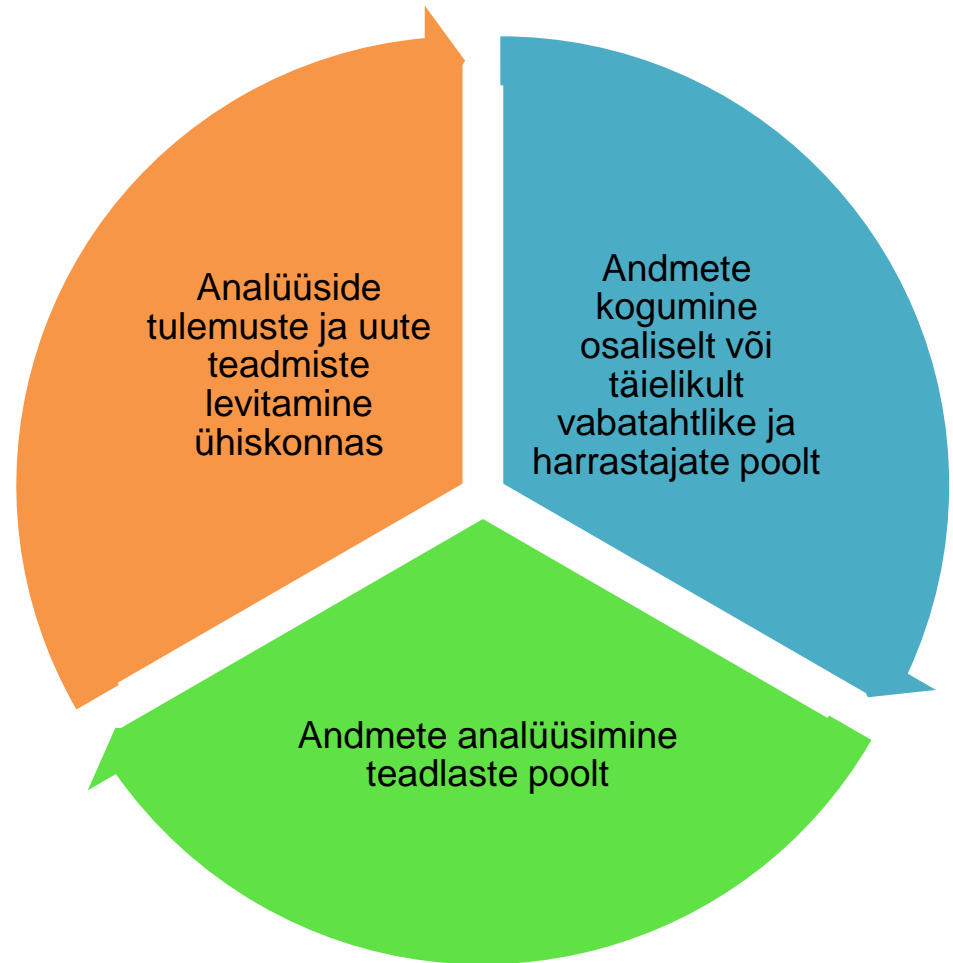 Analüüside
tulemuste ja uute
teadmiste
levitamine
ühiskonnas
Andmete
kogumine
osaliselt või
täielikult
vabatahtlike ja
harrastajate poolt
Andmete analüüsimine
teadlaste poolt